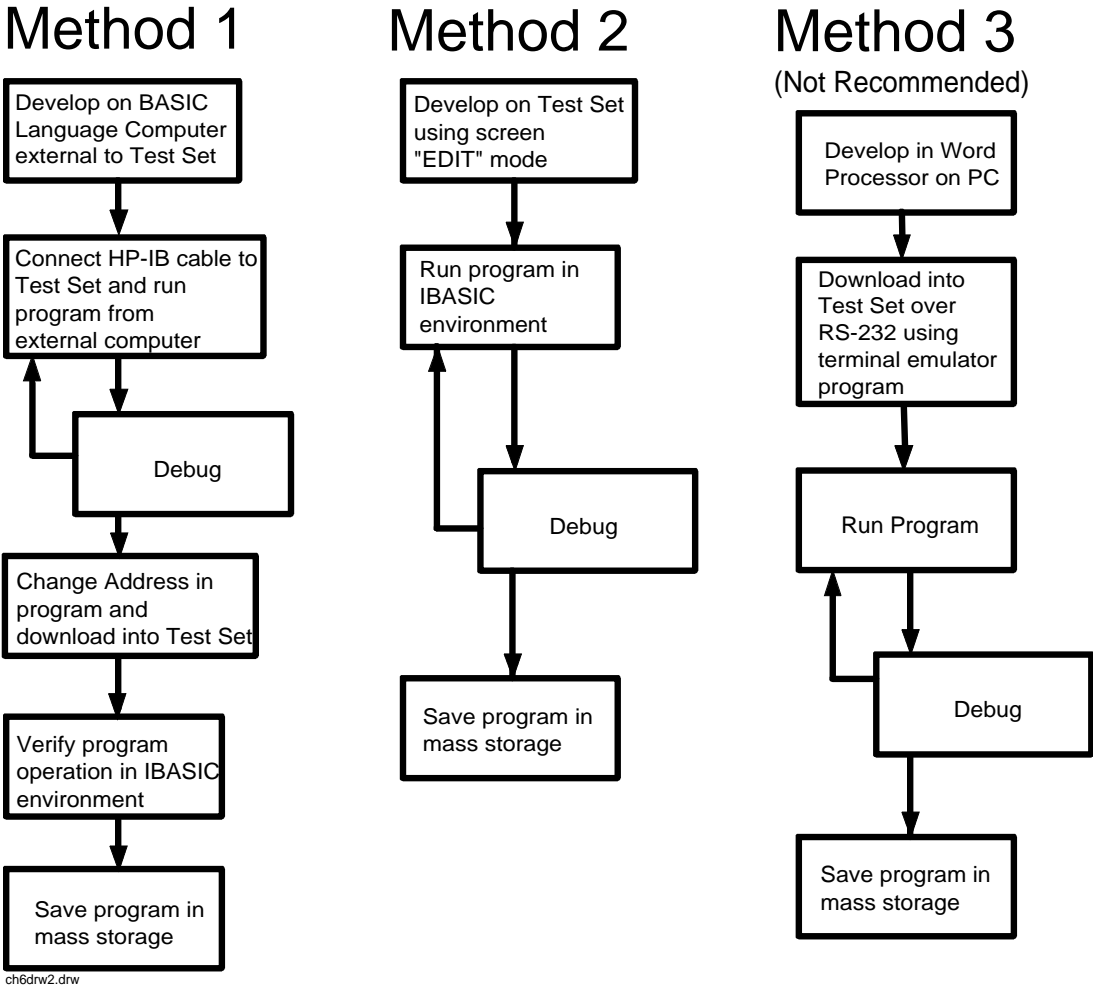 Method 1
Develop on BASIC
Language Computer
external to Test Set
Connect HP-IB cable to
Test Set and run
program from
external computer
Debug
Change Address in
program and
download into Test Set
Verify program
operation in IBASIC
environment
Save program in
mass storage
ch6drw2.drw
Method 2
Develop on Test Set
using screen
"EDIT" mode
Run program in
IBASIC
environment
Debug
Save program in
mass storage
Method 3
(Not Recommended)
Develop in Word
Processor on PC
Download into
Test Set over
RS-232 using
terminal emulator
program
Run Program
Debug
Save program in
mass storage